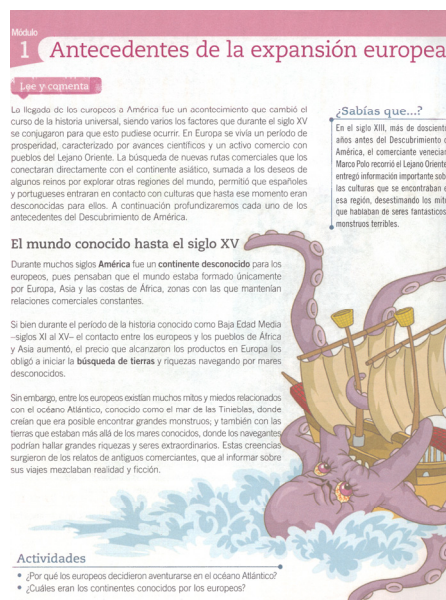 Módulo
1 Antecedentes de la expansión europea
Lee y comenta
La llegada de los europeos a América fue un acontecimiento que cambió el
curso de la historia universal, siendo varios los factores que durante el siglo XV
se conjugaron para que esto pudiese ocurrir. En Europa se vivía un período de
prosperidad, caracterizado por avances científicos y un activo comercio con
pueblos del Lejano Oriente. La búsqueda de nuevas rutas comerciales que los
conectaran directamente con el continente asiático, sumada a los deseos de
algunos reinos por explorar otras regiones del mundo, permitió que españoles
y portugueses entraran en contacto con culturas que hasta ese momento eran
desconocidas para ellos. A continuación profundizaremos cada uno de los
antecedentes del Descubrimiento de América.
¿Sabías que...?
En el siglo XIII, más de
años antes del Descubrimiento
América, el comerciante
Marco Polo recorrió el Lejano Oriente
entregó información importante
las culturas que se encontraban
esa región, desestimando los
que hablaban de seres fantásticos
monstruos terribles.
El mundo conocido hasta el siglo XV
Durante muchos siglos América fue un continente desconocido para los
europeos, pues pensaban que el mundo estaba formado únicamente
por Europa, Asia y las costas de África, zonas con las que mantenían
relaciones comerciales constantes.
Si bien durante el período de la historia conocido como Baja Edad Media
–siglos XI al XV– el contacto entre los europeos y los pueblos de África
y Asia aumentó, el precio que alcanzaron los productos en Europa los
obligó a iniciar la búsqueda de tierras y riquezas navegando por mares
desconocidos.
Sin embargo, entre los europeos existían muchos mitos y miedos relacionados
con el océano Atlántico, conocido como el mar de las Tinieblas, donde
creían que era posible encontrar grandes monstruos; y también con las
tierras que estaban más allá de los mares conocidos, donde los navegantes
podrían hallar grandes riquezas y seres extraordinarios. Estas creencias
surgieron de los relatos de antiguos comerciantes, que al informar sobre
sus viajes mezclaban realidad y ficción.
Actividades
• ¿Por qué los europeos decidieron aventurarse en el océano Atlántico?
• ¿Cuáles eran los continentes conocidos por los europeos?